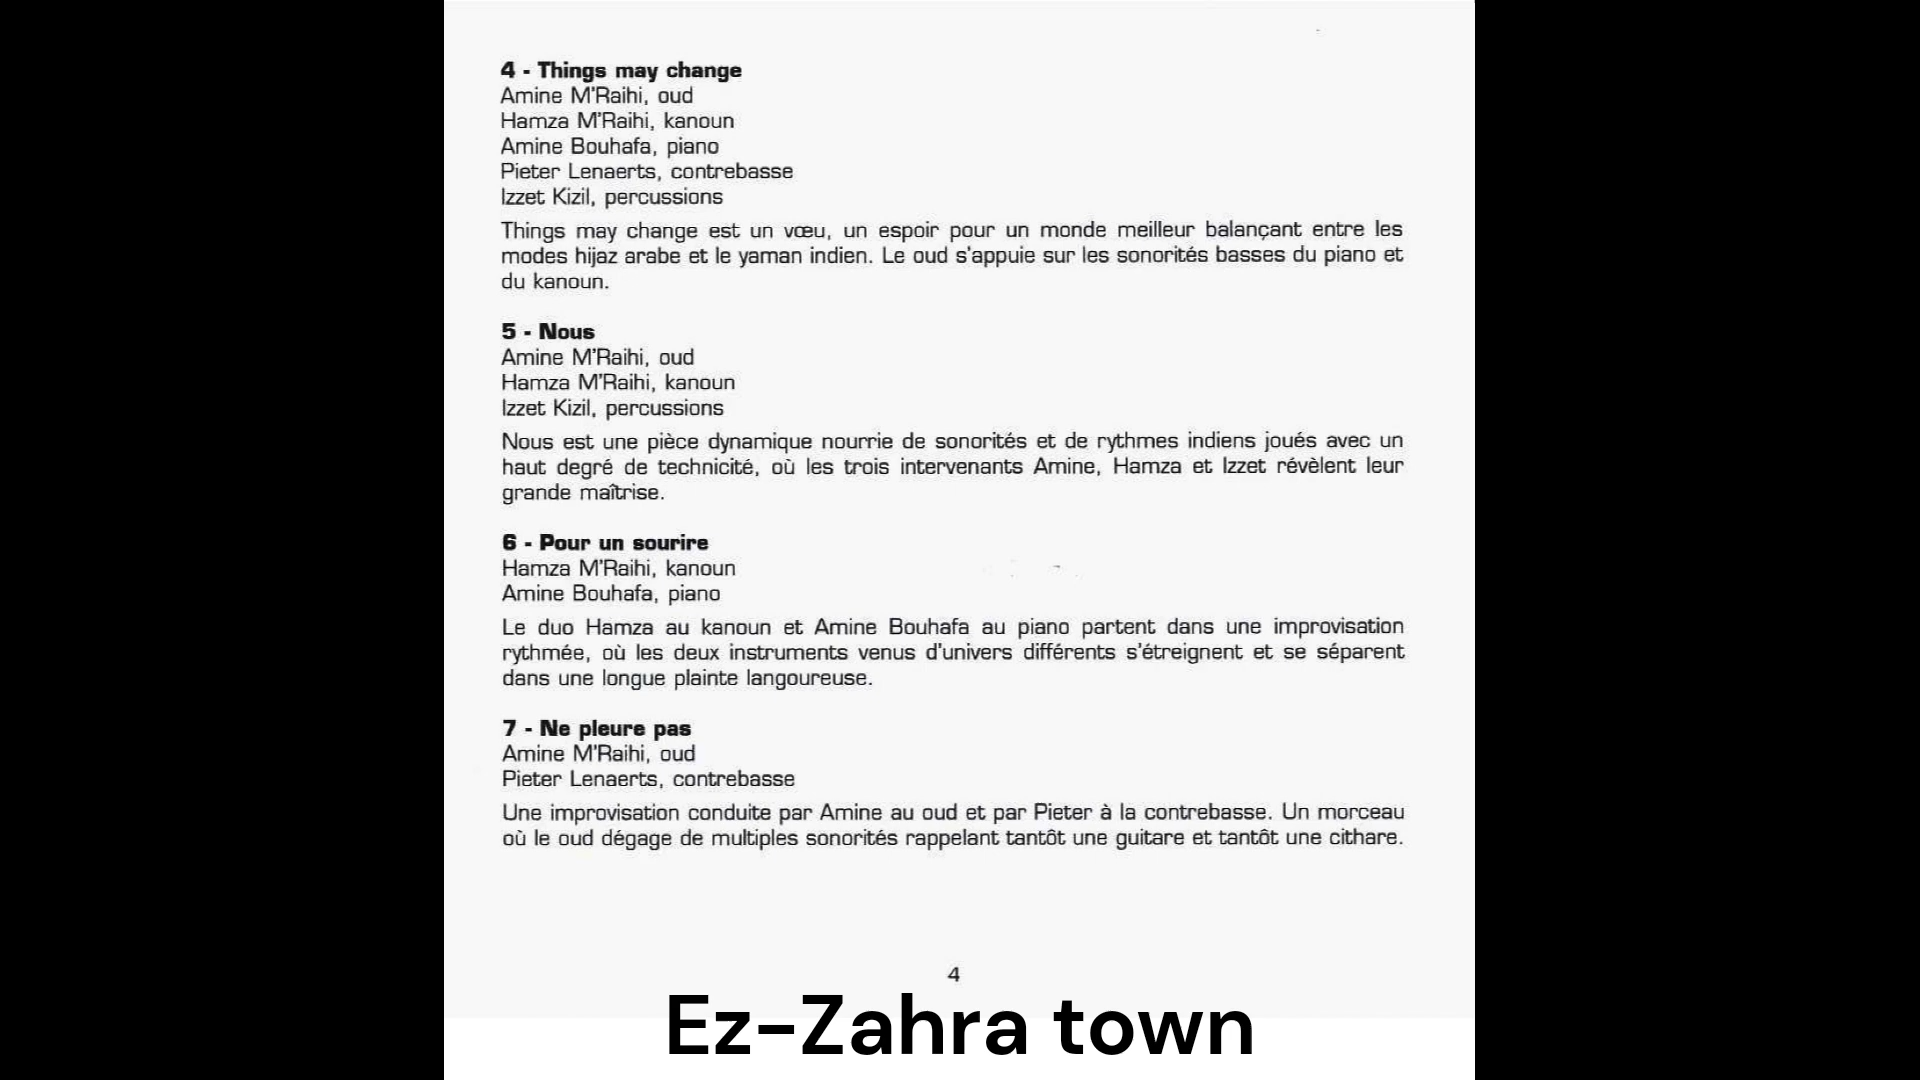 4 - Things may change
Amine M'Raihi, oud
Hamza M'Raihi, kanoun
Amine Bouhafa, piano
Pieter Lenaerts, contrebasse
Izzet Kizil, percussions
Things may change est un vœu, un espoir pour un monde meilleur balançant entre les
modes hijaz arabe et le yaman indien. Le oud s'appuie sur les sonorités basses du piano et
du kanoun.
5 - Nous
Amine M'Raihi, oud
Hamza M'Raihi, kanoun
Izzet Kizil, percussions
Nous est une pièce dynamique nourrie de sonorités et de rythmes indiens joués avec un
haut degré de technicité, où les trois intervenants Amine, Hamza et Izzet révèlent leur
grande maîtrise.
6 - Pour un sourire
Hamza M'Raihi, kanoun
Amine Bouhafa, piano
Le duo Hamza au kanoun et Amine Bouhafa au piano partent dans une improvisation
rythmée, où les deux instruments venus d'univers différents s'étreignent et se séparent
dans une longue plainte langoureuse.
7 - Ne pleure pas
Amine M'Raihi, oud
Pieter Lenaerts, contrebasse
Une improvisation conduite par Amine au oud et par Pieter à la contrebasse. Un morceau
où le oud dégage de multiples sonorités rappelant tantôt une guitare et tantôt une cithare.
4
Ez-Zahra town